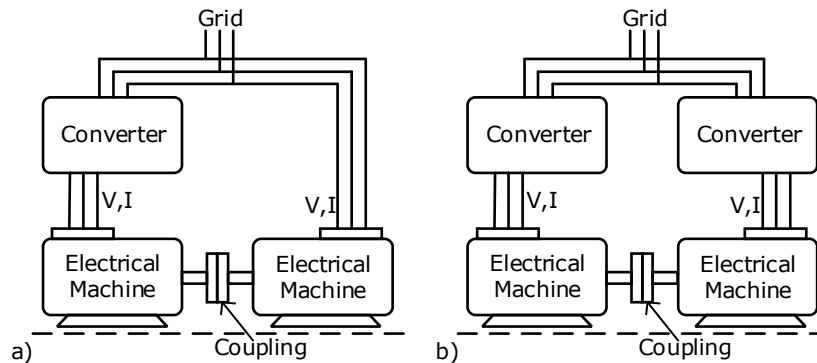 Grid
Converter
V,I
V,I
Electrical
Machine
Electrical
Machine
Coupling
a)
Grid
Converter
Converter
V,I
V,I
Electrical
Machine
Electrical
Machine
Coupling
b)